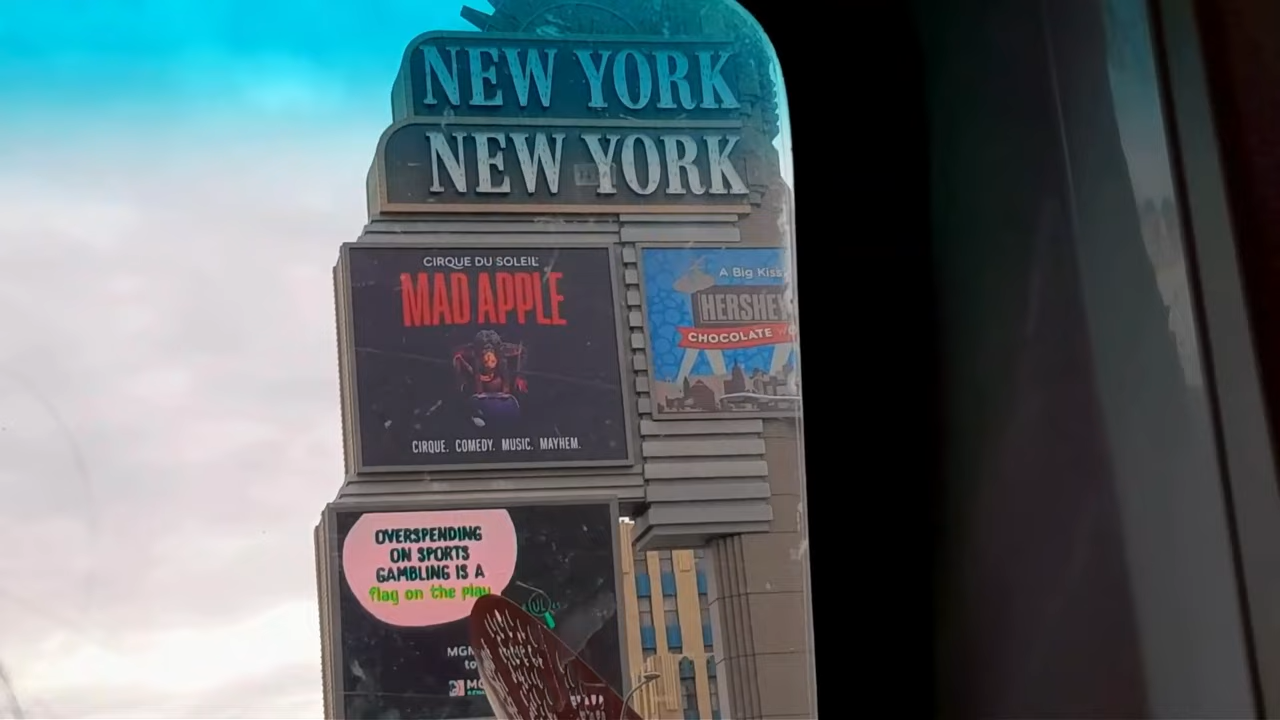 NEW YORK
NEW YORK
CIRQUE DU SOLEIL
MAD APPLE
CIRQUE. COMEDY. MUSIC. MAYHEM.
A Big Kiss
HERSHEY
CHOCOLATE
OVERSPENDING
ON SPORTS
GAMBLING IS A
flag on the play
MGM
to